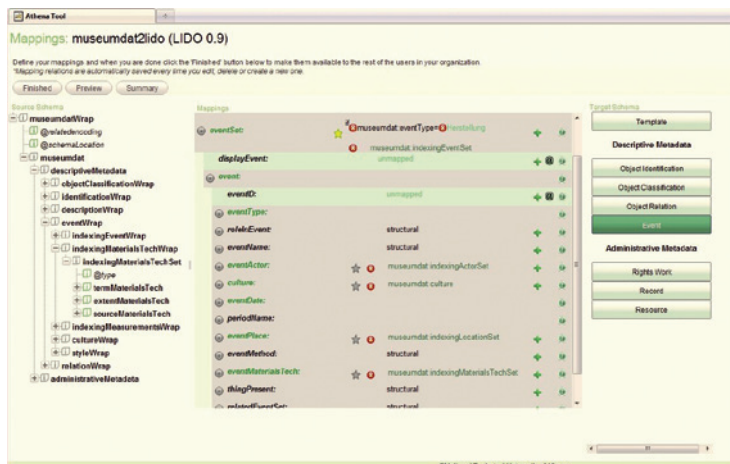 Athena Tool
Mappings: museumdat2lido (LIDO 0.9)
Define your mappings and when you are done click the 'Finished' button below to make them available to the rest of the users in your organization.
*Mapping relations are automatically saved every time you edit, delete or create a new one.
Finished Preview Summary
Source Schema
museumdatWrap
@relatedencoding
@schemaLocation
museumdat
descriptiveMetadata
objectClassificationWrap
identificationWrap
descriptionWrap
eventWrap
indexingEventWrap
indexingMaterialsTechWrap
indexingMaterialsTechSet
@type
termMaterialsTech
extentMaterialsTech
sourceMaterialsTech
indexingMeasurementsWrap
cultureWrap
styleWrap
relationWrap
administrativeMetadata
Mappings
eventSet: museumdat:eventType= Herstellung
museumdat:indexingEventSet
displayEvent: unmapped
event:
eventID: unmapped
eventType:
roleInEvent: structural
eventName: structural
eventActor: museumdat:indexingActorSet
culture: museumdat:culture
eventDate:
periodName:
eventPlace: museumdat:indexingLocationSet
eventMethod: structural
eventMaterialsTech: museumdat:indexingMaterialsTechSet
thingPresent: structural
relatedEventSet: structural
Target Schema
Template
Descriptive Metadata
Object Identification
Object Classification
Object Relation
Event
Administrative Metadata
Rights Work
Record
Resource